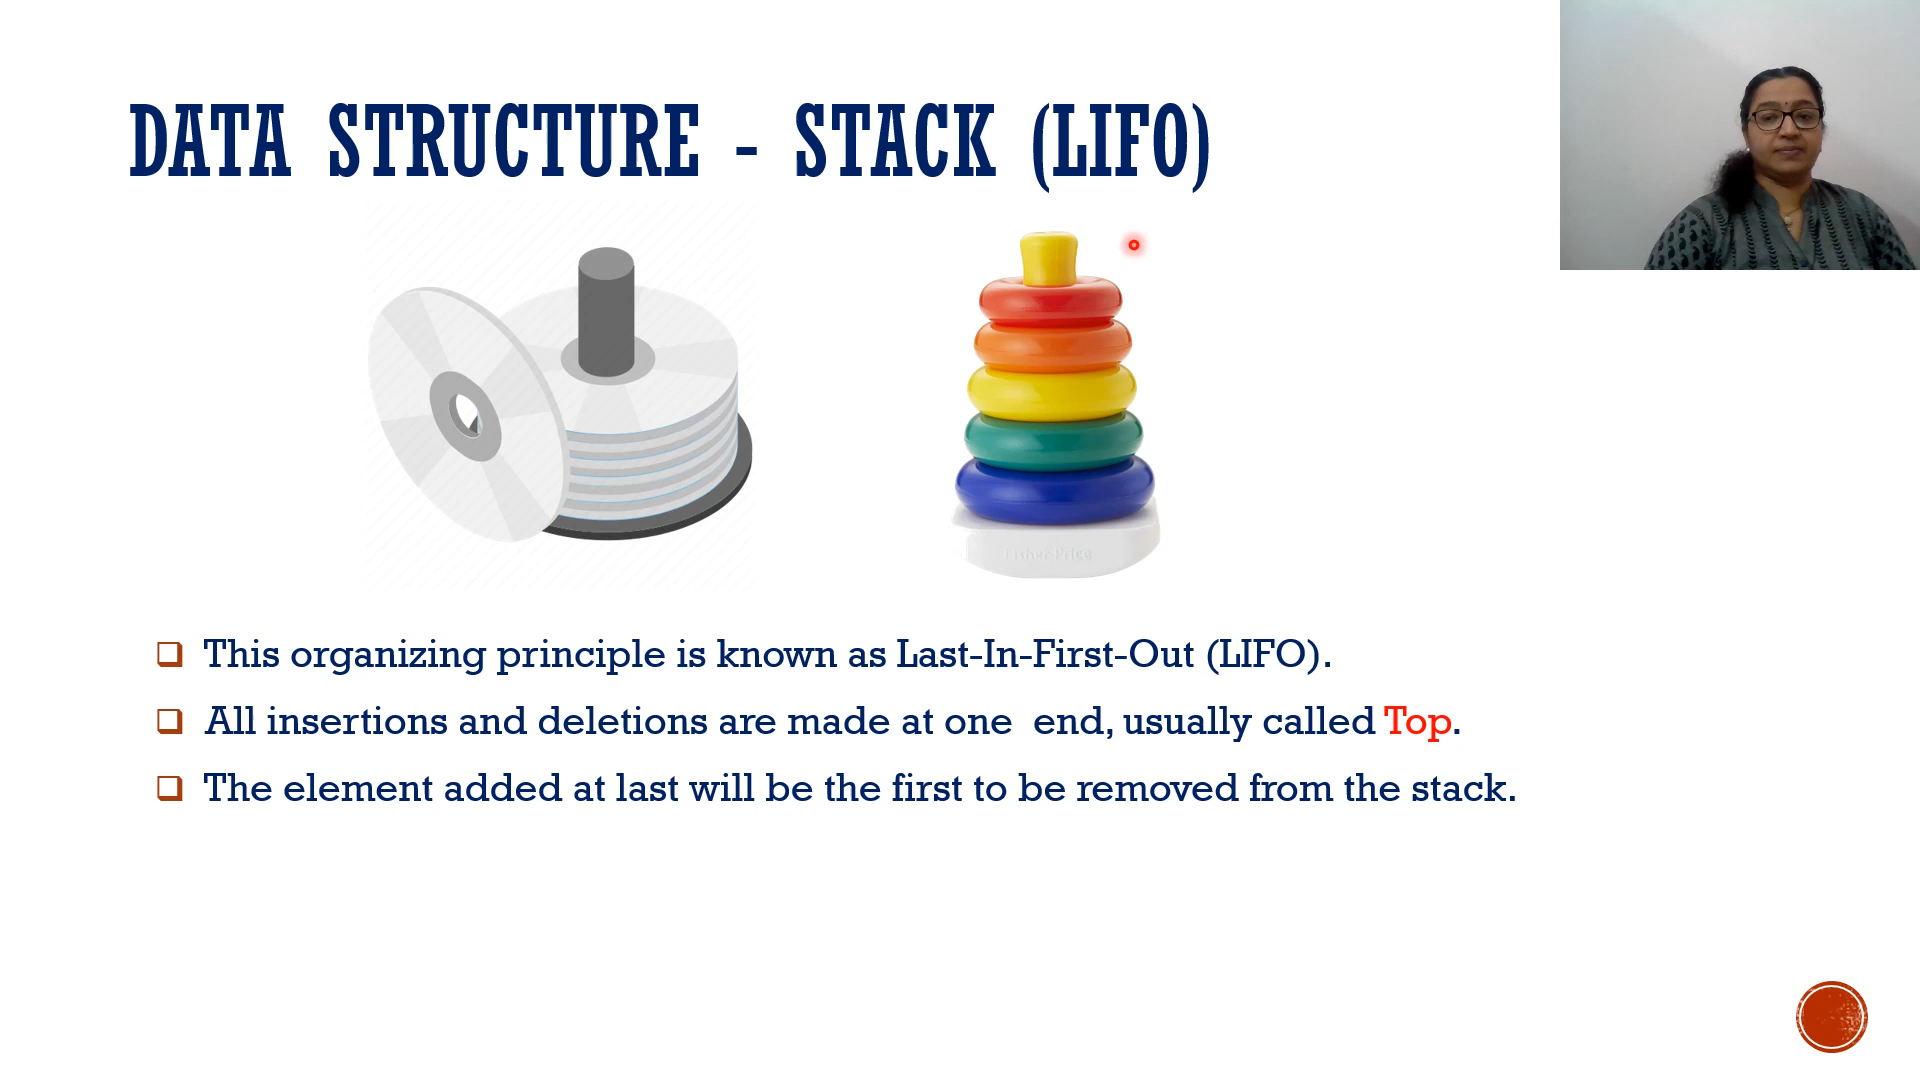 DATA STRUCTURE - STACK (LIFO)
Fisher-Price
This organizing principle is known as Last-In-First-Out (LIFO).
All insertions and deletions are made at one end, usually called Top.
The element added at last will be the first to be removed from the stack.